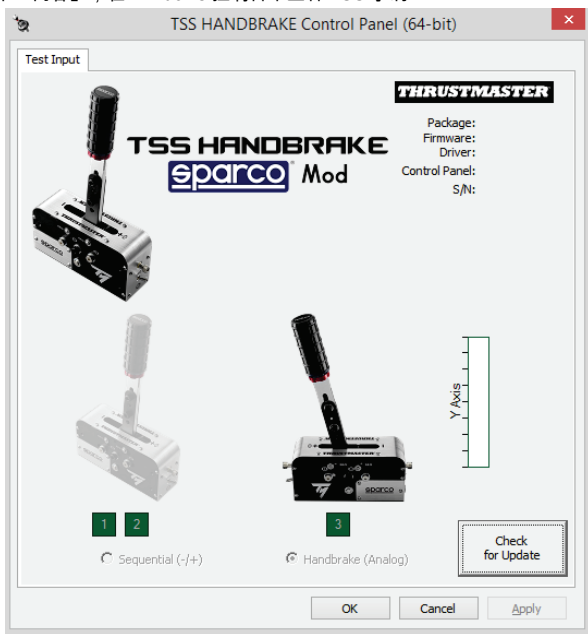 TSS HANDBRAKE Control Panel (64-bit)
Test Input
THRUSTMASTER
TSS HANDBRAKE
sparco Mod
Package:
Firmware:
Driver:
Control Panel:
S/N:
Y Axis
1 2
3
Sequential (-/+)
Handbrake (Analog)
Check
for Update
OK Cancel Apply